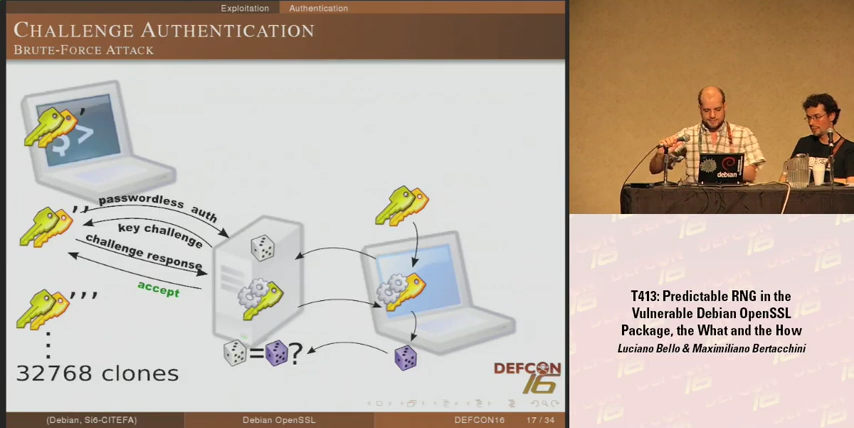 Exploitation Authentication
CHALLENGE AUTHENTICATION
BRUTE-FORCE ATTACK
passwordless auth
key challenge
challenge response
accept
= ?
32768 clones
DEFCON
16
(Debian, Si6-CITEFA) Debian OpenSSL DEFCON16 17 / 34
debian
T413: Predictable RNG in the
Vulnerable Debian OpenSSL
Package, the What and the How
Luciano Bello & Maximiliano Bertacchini